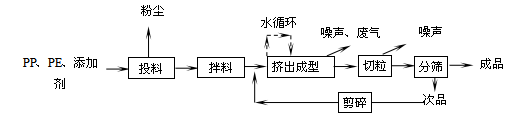 粉尘
水循环
噪声、废气
噪声
PP、PE、添加
剂
投料
拌料
挤出成型
切粒
分筛
成品
剪碎
次品